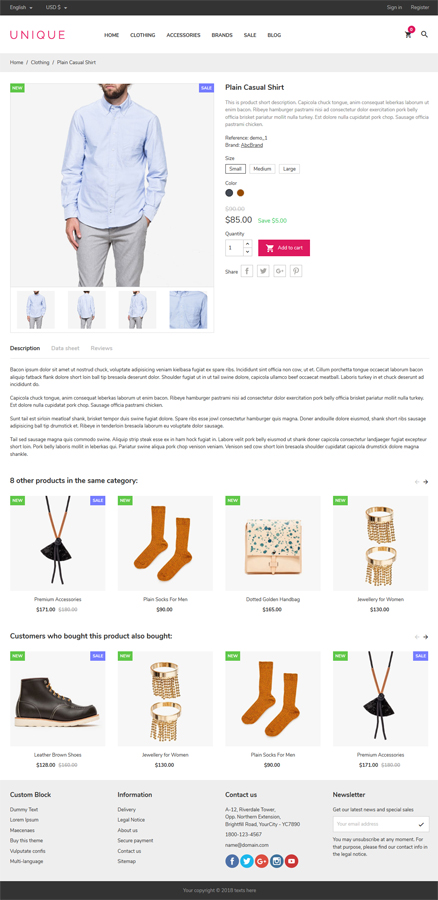 English
USD $
Sign in
Register
UNIQUE
HOME
CLOTHING
ACCESSORIES
BRANDS
SALE
BLOG
0
Home / Clothing / Plain Casual Shirt
NEW
SALE
Plain Casual Shirt
This is product short description. Capicola chuck tongue, anim consequat leberkas laborum ut
enim bacon. Ribeye hamburger pastrami nisi ad consectetur dolor exercitation pork belly
officia brisket pariatur mollit nulla turkey. Est dolore nulla cupidatat pork chop. Sausage officia
pastrami chicken.
Reference: demo_1
Brand: AbcBrand
Size
Small
Medium
Large
Color
$90.00
$85.00 Save $5.00
Quantity
1
Add to cart
Share
Description
Data sheet
Reviews
Bacon ipsum dolor sit amet ut nostrud chuck, voluptate adipisicing veniam kielbasa fugiat ex spare ribs. Incididunt sint officia non cow, ut et. Cillum porchetta tongue occaecat laborum bacon
aliquip fatback flank dolore short loin ball tip bresaola deserunt dolor. Shoulder fugiat ut in ut tail swine dolore, capicola ullamco beef occaecat meatball. Laboris turkey in et chuck deserunt ad
incididunt do.
Capicola chuck tongue, anim consequat leberkas laborum ut enim bacon. Ribeye hamburger pastrami nisi ad consectetur dolor exercitation pork belly officia brisket pariatur mollit nulla turkey.
Est dolore nulla cupidatat pork chop. Sausage officia pastrami chicken.
Sunt tail est sirloin meatloaf shank, brisket tempor duis swine fugiat dolore. Spare ribs esse jowl consectetur hamburger quis magna. Doner andouille dolore eiusmod, shank short ribs sausage
adipisicing ball tip drumstick et. Ribeye in tenderloin bresaola laborum eu voluptate dolor sausage.
Tail sed sausage magna quis commodo swine. Aliquip strip steak esse ex in ham hock fugiat in. Labore velit pork belly eiusmod ut shank doner capicola consectetur landjaeger fugiat excepteur
short loin. Pork belly laboris mollit in leberkas qui. Pariatur swine aliqua pork chop veniam veniam. Venison sed cow short loin bresaola shoulder cupidatat capicola drumstick dolore magna
shankle.
8 other products in the same category:
NEW
SALE
NEW
NEW
NEW
Premium Accessories
Plain Socks For Men
Dotted Golden Handbag
Jewellery for Women
$171.00 $180.00
$90.00
$165.00
$130.00
Customers who bought this product also bought:
NEW
SALE
NEW
NEW
NEW
SALE
Leather Brown Shoes
Jewellery for Women
Plain Socks For Men
Premium Accessories
$128.00 $160.00
$130.00
$90.00
$171.00 $180.00
Custom Block
Dummy Text
Lorem Ipsum
Maecenaes
Buy this theme
Vulputate confis
Multi-language
Information
Delivery
Legal Notice
About us
Secure payment
Contact us
Sitemap
Contact us
A-12, Riverdale Tower,
Opp. Northern Extension,
Brightfill Road, YourCity - YC7890
1800-123-4567
name@domain.com
Newsletter
Get our latest news and special sales
Your email address
You may unsubscribe at any moment. For
that purpose, please find our contact info in
the legal notice.
Your copyright © 2018 texts here